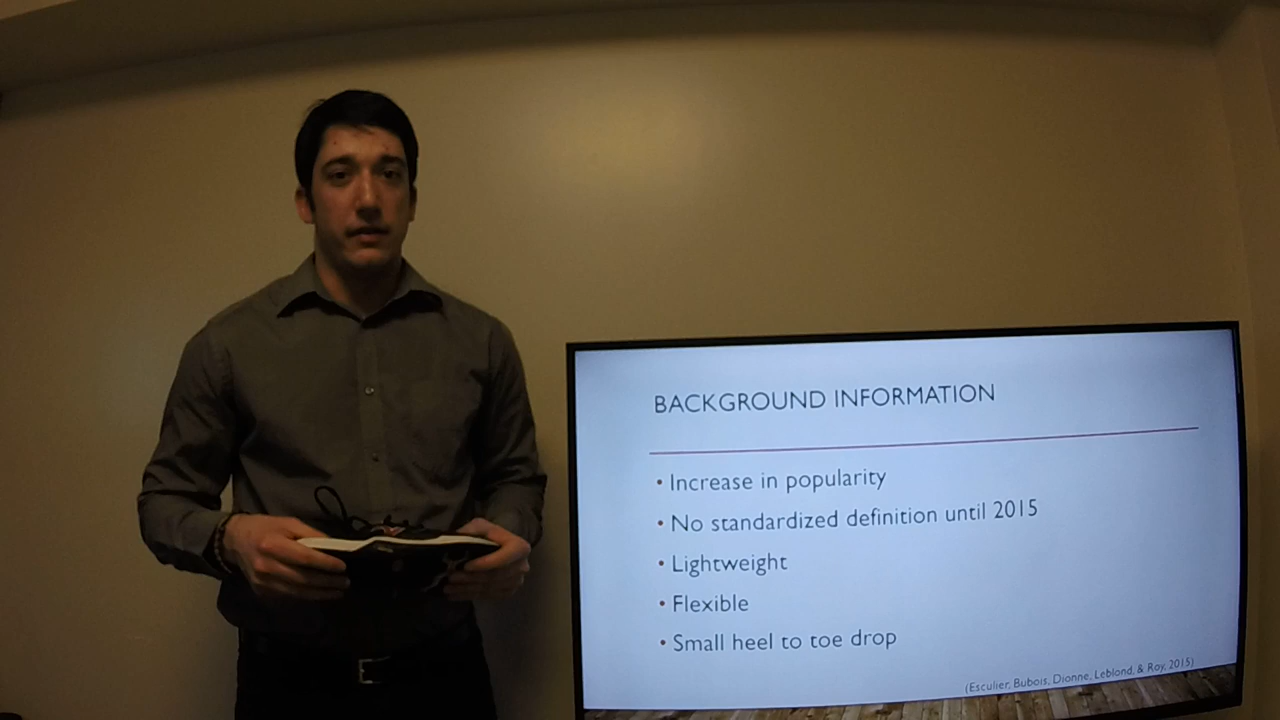 BACKGROUND INFORMATION
• Increase in popularity
• No standardized definition until 2015
• Lightweight
• Flexible
• Small heel to toe drop
(Esculier, Bubois, Dionne, Leblond, & Roy, 2015)